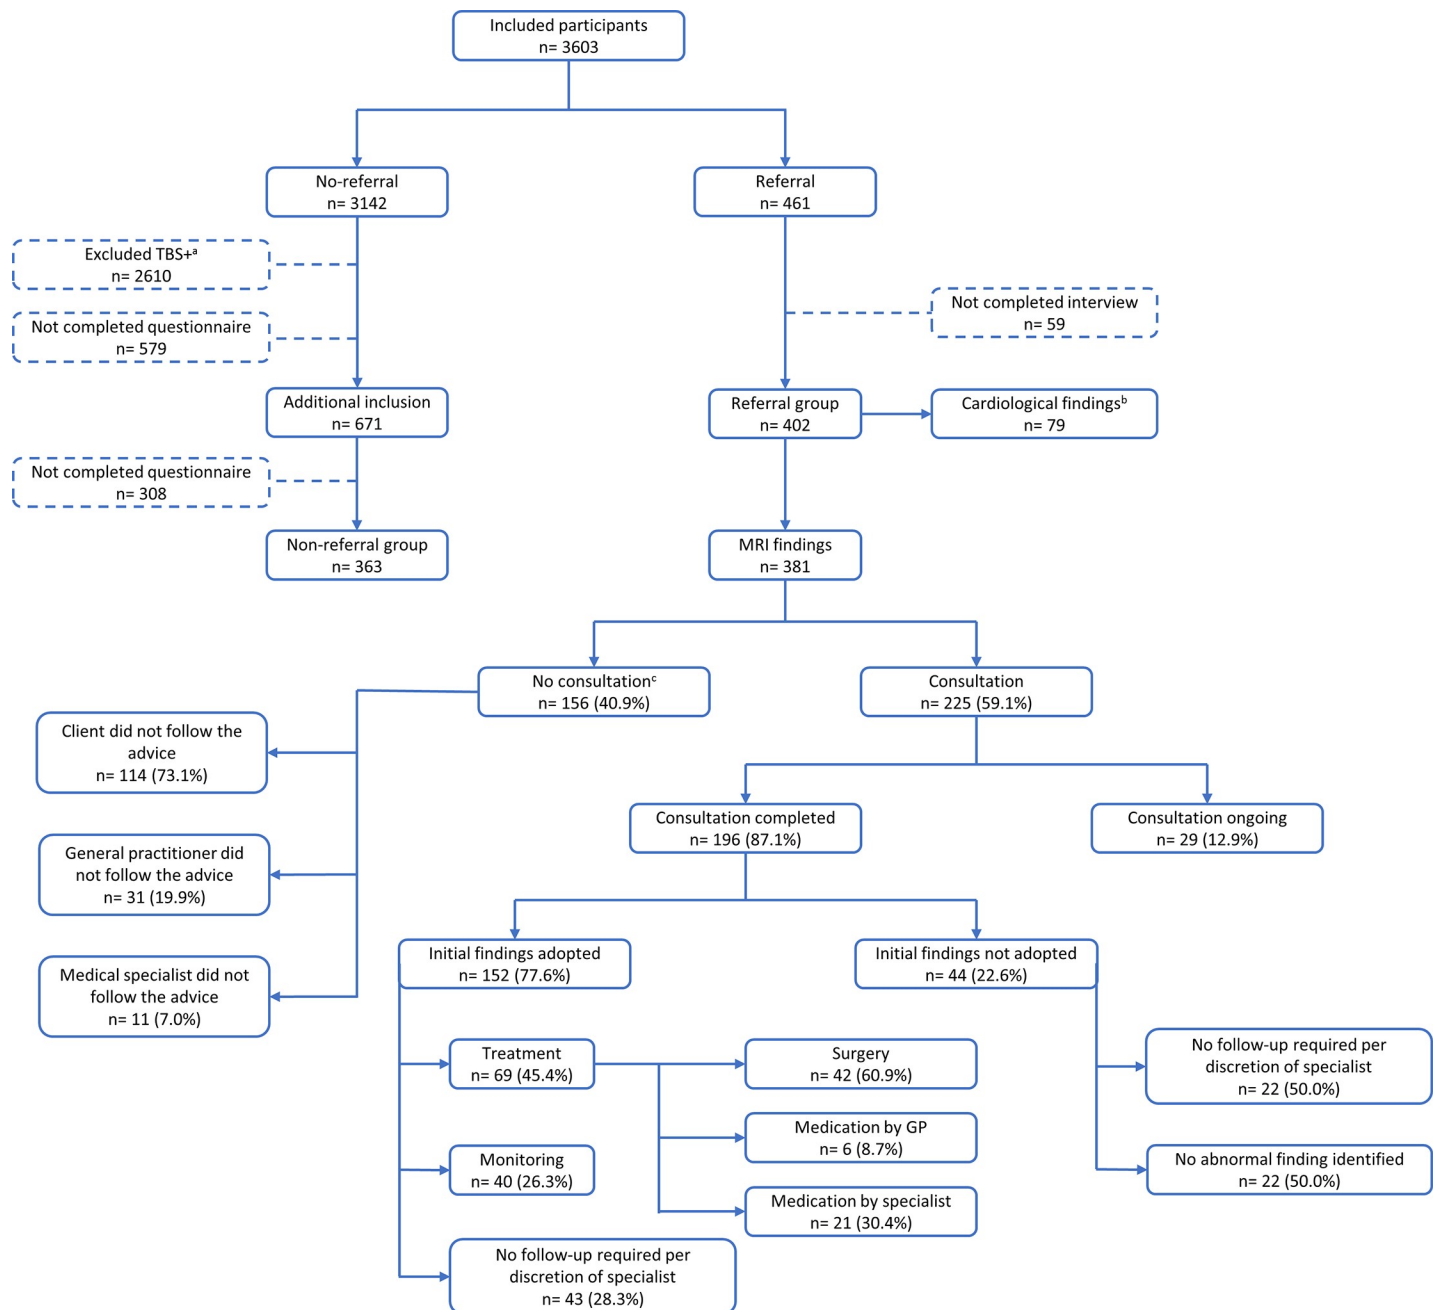 Included participants
n= 3603
No-referral
n= 3142
Referral
n= 461
Excluded TBS+ᵃ
n= 2610
Not completed interview
n= 59
Not completed questionnaire
n= 579
Additional inclusion
n= 671
Referral group
n= 402
Cardiological findingsᵇ
n= 79
Not completed questionnaire
n= 308
Non-referral group
n= 363
MRI findings
n= 381
No consultationᶜ
n= 156 (40.9%)
Consultation
n= 225 (59.1%)
Client did not follow the
advice
n= 114 (73.1%)
General practitioner did
not follow the advice
n= 31 (19.9%)
Medical specialist did not
follow the advice
n= 11 (7.0%)
Consultation completed
n= 196 (87.1%)
Consultation ongoing
n= 29 (12.9%)
Initial findings adopted
n= 152 (77.6%)
Initial findings not adopted
n= 44 (22.6%)
Treatment
n= 69 (45.4%)
Surgery
n= 42 (60.9%)
Medication by GP
n= 6 (8.7%)
Medication by specialist
n= 21 (30.4%)
Monitoring
n= 40 (26.3%)
No follow-up required per
discretion of specialist
n= 43 (28.3%)
No follow-up required per
discretion of specialist
n= 22 (50.0%)
No abnormal finding identified
n= 22 (50.0%)